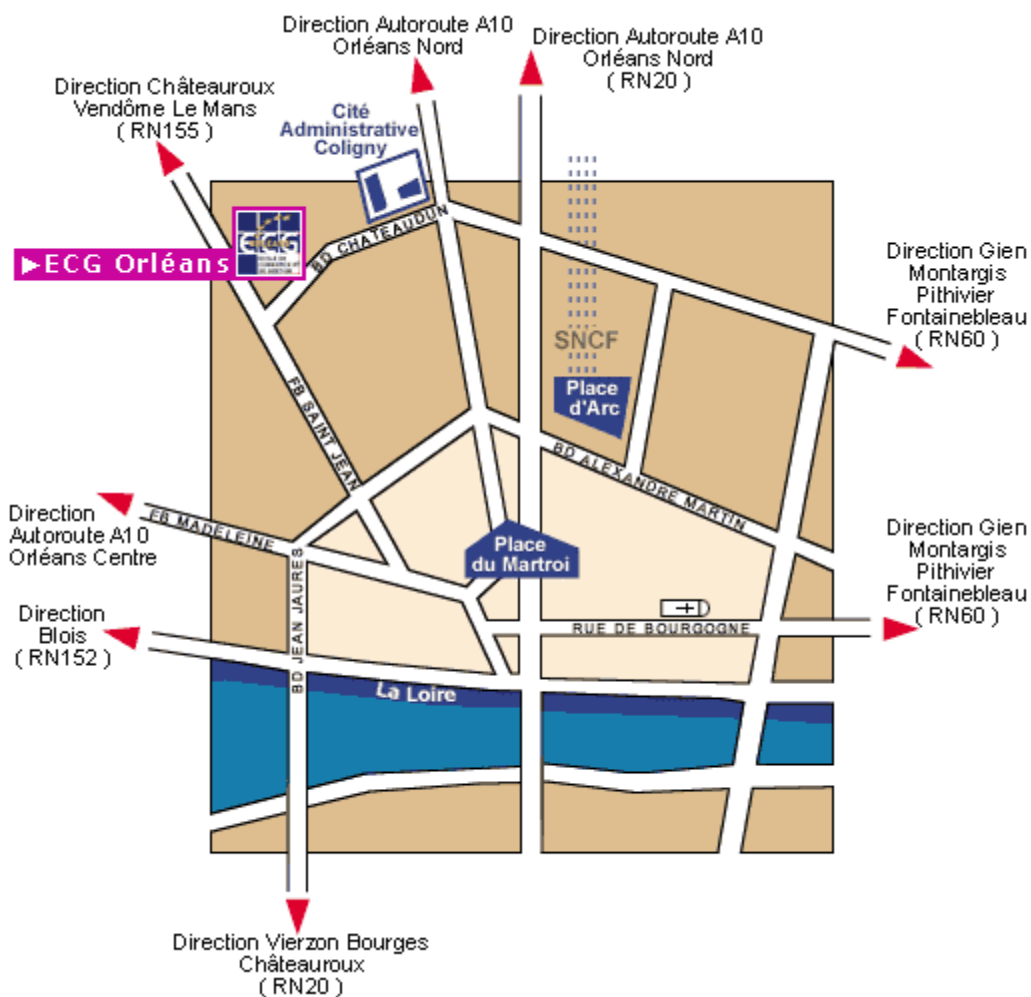 Direction Autoroute A10
Orléans Nord
Direction Autoroute A10
Orléans Nord
( RN20 )
Direction Châteauroux
Vendôme Le Mans
( RN155 )
Cité
Administrative
Coligny
ECG
►ECG Orléans
BD CHATEAUDUN
Direction Gien
Montargis
Pithivier
Fontainebleau
( RN60 )
SNCF
Place
d'Arc
FB SAINT JEAN
BD ALEXANDRE MARTIN
Direction
Autoroute A10
Orléans Centre
FB MADELEINE
Place
du Martroi
Direction Gien
Montargis
Pithivier
Fontainebleau
( RN60 )
BD JEAN JAURES
RUE DE BOURGOGNE
Direction
Blois
( RN152 )
La Loire
Direction Vierzon Bourges
Châteauroux
( RN20 )